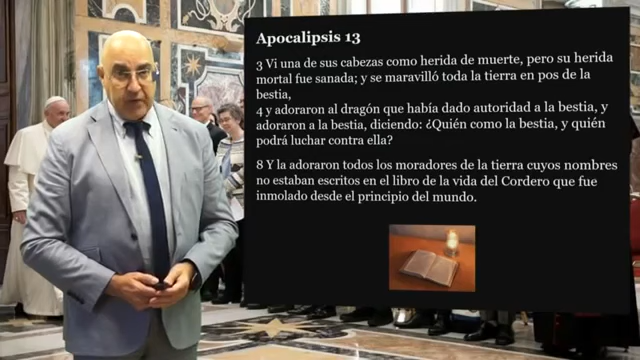 Apocalipsis 13
3 Vi una de sus cabezas como herida de muerte, pero su herida
mortal fue sanada; y se maravilló toda la tierra en pos de la
bestia,
4 y adoraron al dragón que había dado autoridad a la bestia, y
adoraron a la bestia, diciendo: ¿Quién como la bestia, y quién
podrá luchar contra ella?
8 Y la adoraron todos los moradores de la tierra cuyos nombres
no estaban escritos en el libro de la vida del Cordero que fue
inmolado desde el principio del mundo.